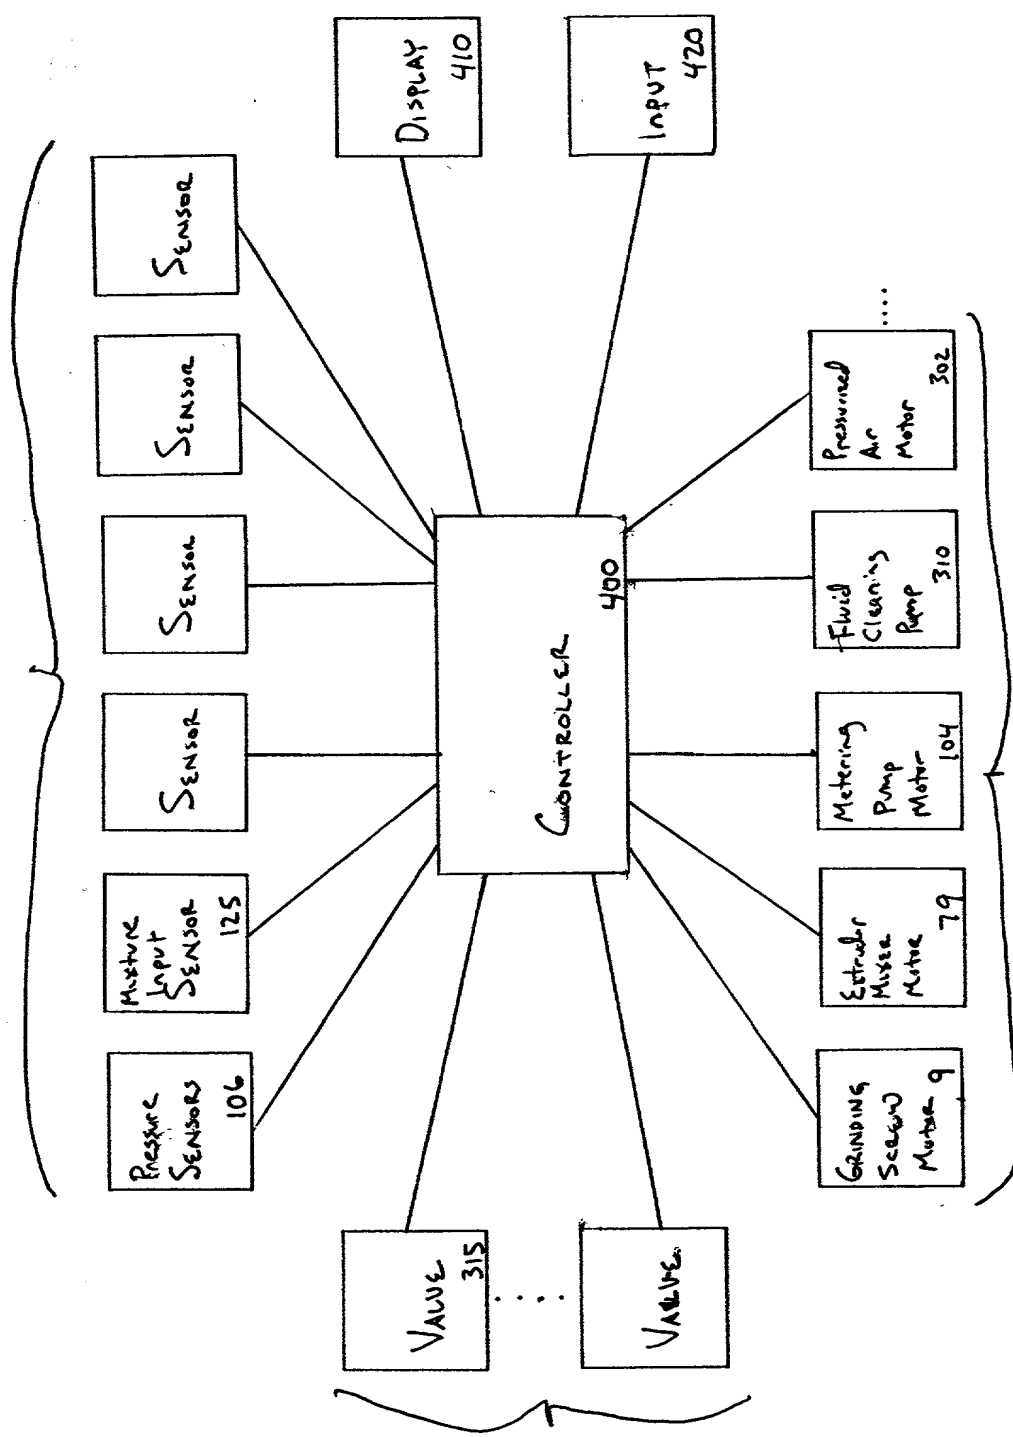 Pressure
SENSORS
106
Mixture
Input
SENSOR
125
SENSOR
SENSOR
SENSOR
SENSOR
VALVE
315
....
VALVE
CONTROLLER
400
DISPLAY
410
INPUT
420
GRINDING
SCREW
Motor 9
Extruder
Mixer
Motor
79
Metering
Pump
Motor
104
Fluid
Cleaning
Pump
310
Pressurized
Air
Motor
302
....